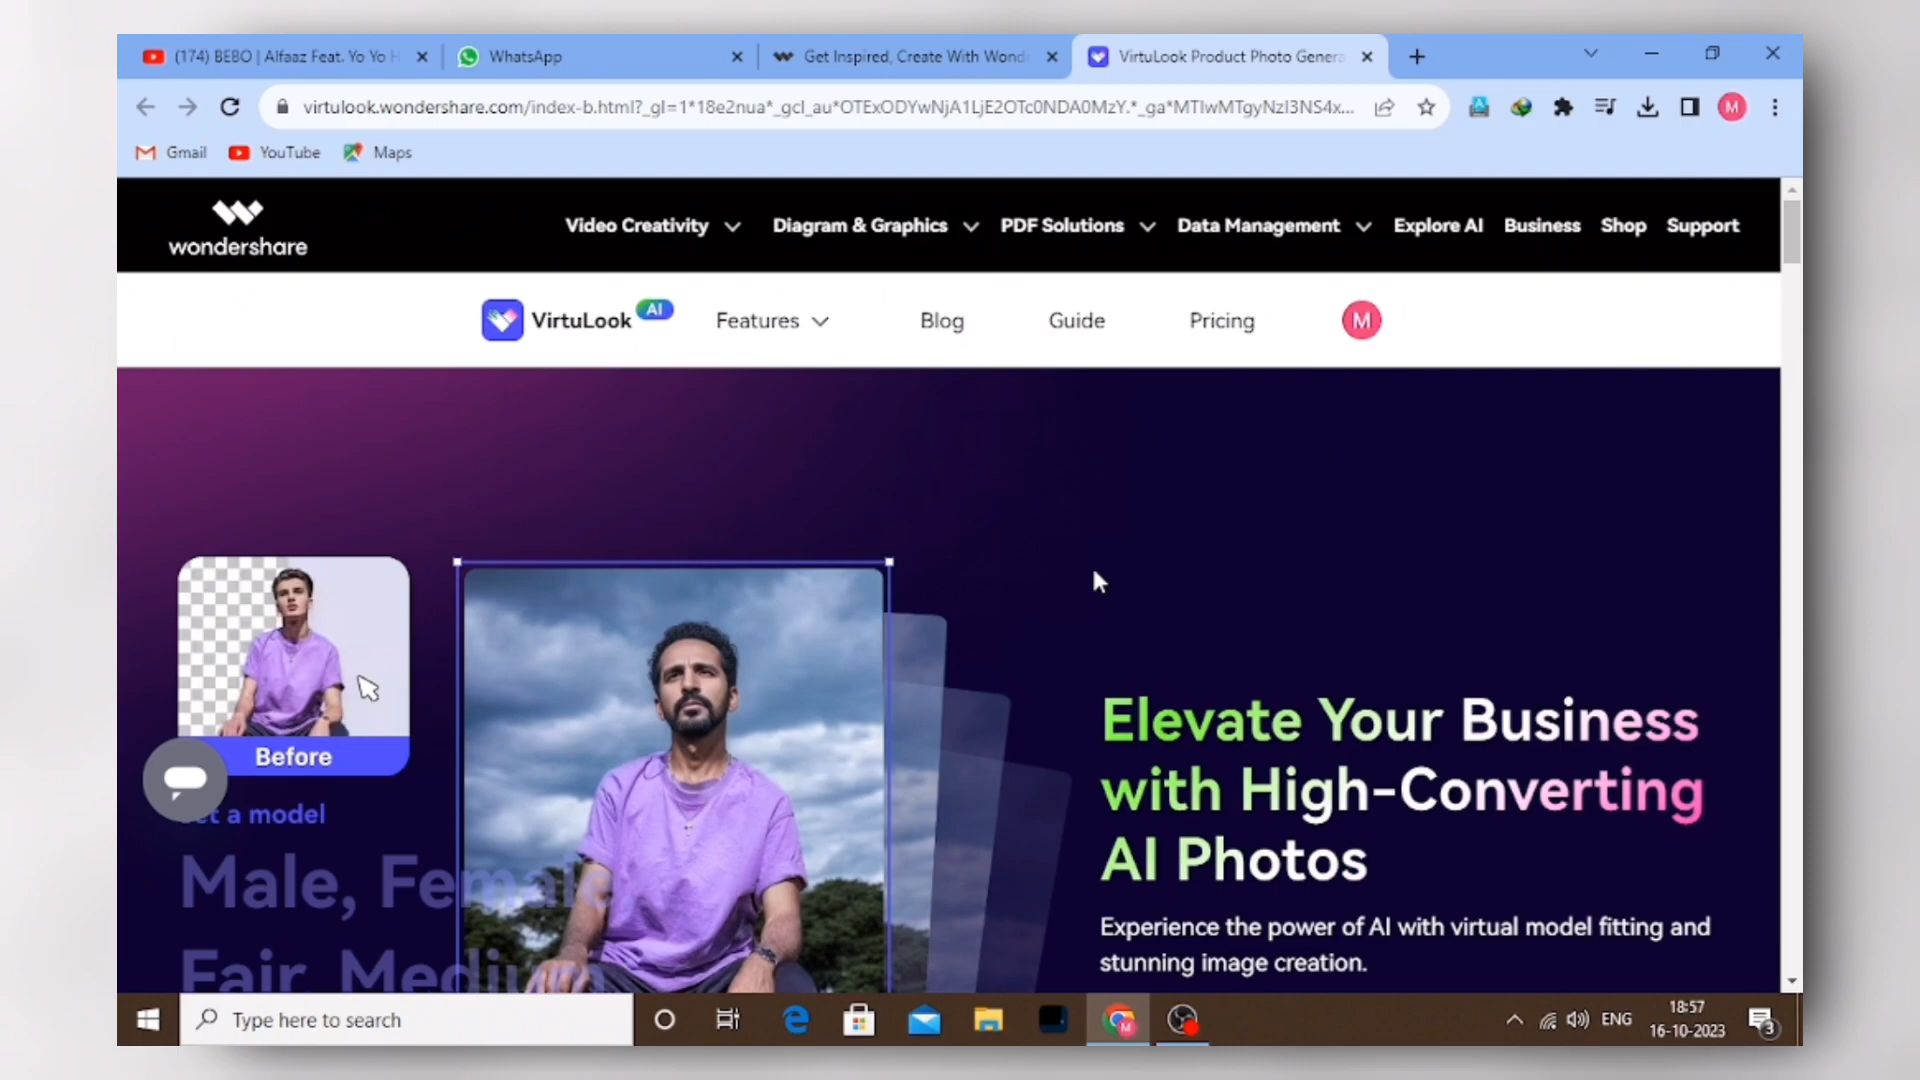 (174) BEBO | Alfaaz Feat. Yo Yo H
WhatsApp
Get Inspired, Create With Wond
VirtuLook Product Photo Genera
virtulook.wondershare.com/index-b.html?_gl=1*18e2nua*_gcl_au*OTExODYwNjA1LjE2OTc0NDA0MzY.*_ga*MTIwMTgyNzI3NS4x...
M
Gmail
YouTube
Maps
wondershare
Video Creativity
Diagram & Graphics
PDF Solutions
Data Management
Explore AI
Business
Shop
Support
VirtuLook AI
Features
Blog
Guide
Pricing
M
Before
a model
Male, Female
Fair, Medium
Elevate Your Business
with High-Converting
AI Photos
Experience the power of AI with virtual model fitting and
stunning image creation.
Type here to search
ENG
18:57
16-10-2023
3